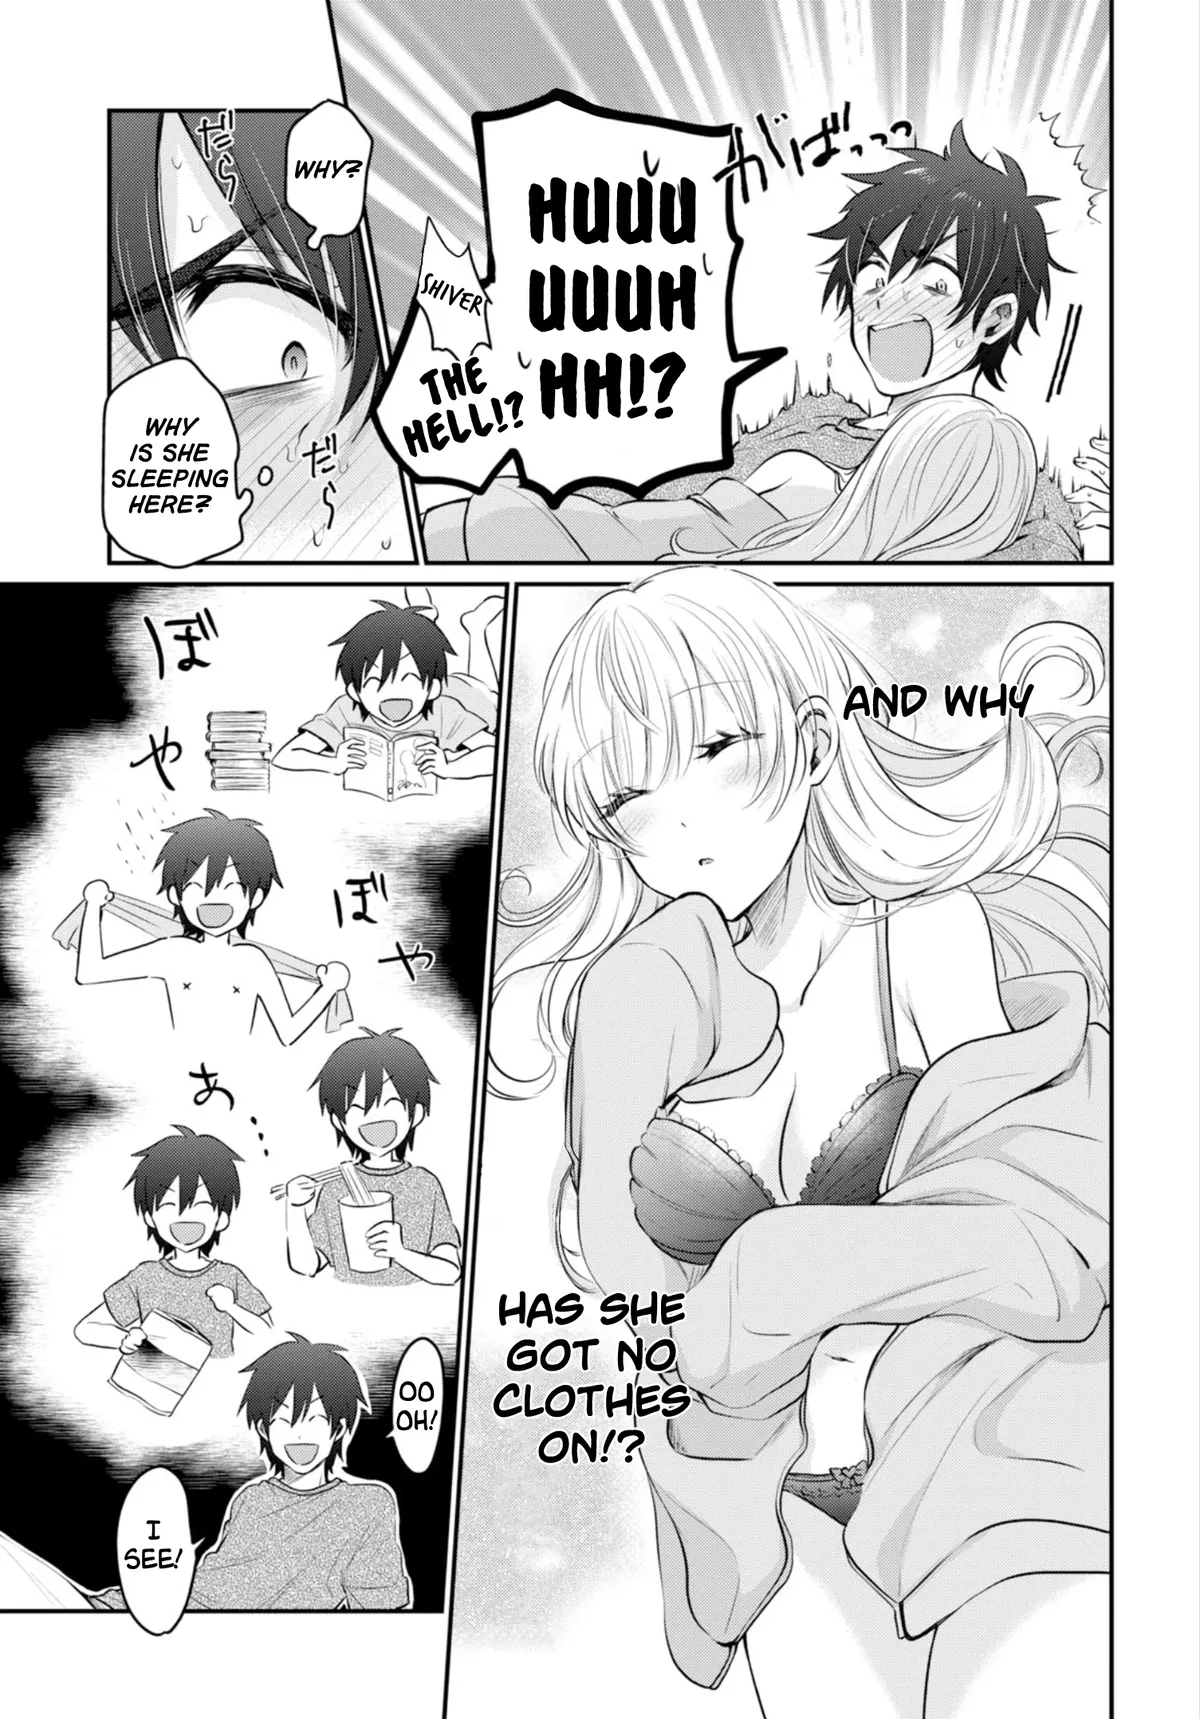 がばっっっ
HUUU
UUUH
HH!?
SHIVER
THE
HELL!?
だら
WHY?
WHY
IS SHE
SLEEPING
HERE?
だら
AND WHY
HAS SHE
GOT NO
CLOTHES
ON!?
ぼ
や
ぼ
や
あ...
OO
OH!
I
SEE!